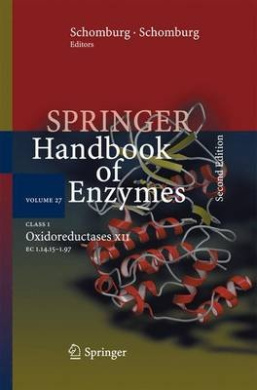 Schomburg · Schomburg
Editors
SPRINGER
Handbook
of
Enzymes
Second Edition
VOLUME 27
CLASS 1
Oxidoreductases XII
EC 1.14.15–1.97
Springer